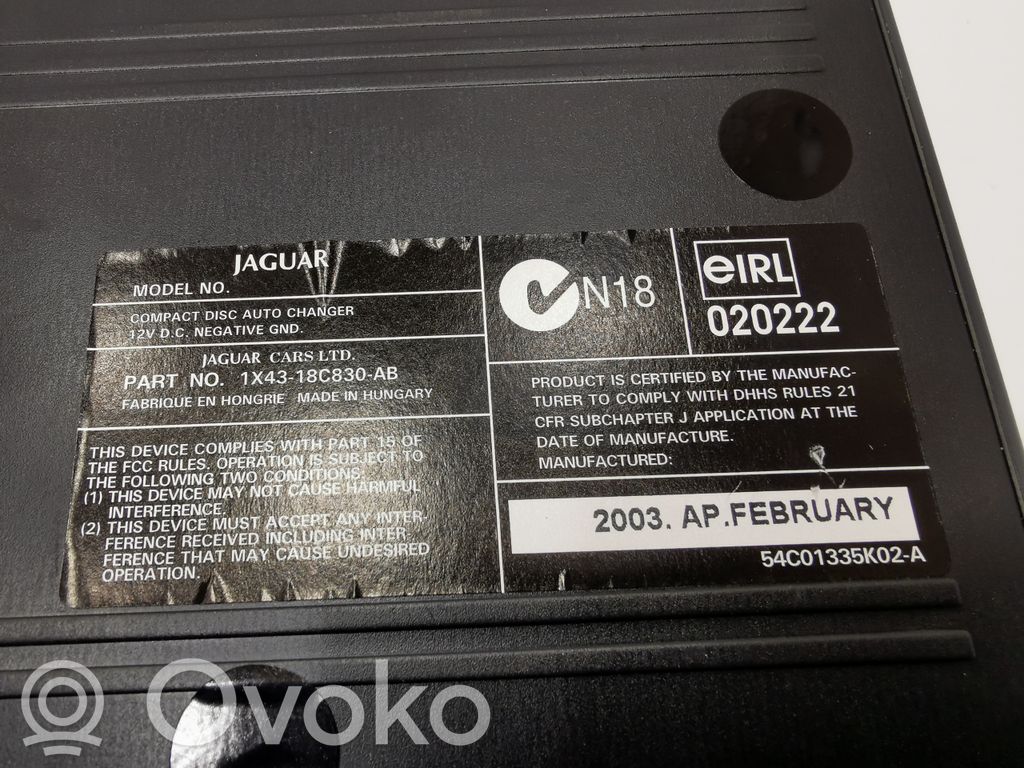 JAGUAR
MODEL NO.
COMPACT DISC AUTO CHANGER
12V D.C. NEGATIVE GND.
JAGUAR CARS LTD.
PART NO. 1X43-18C830-AB
FABRIQUE EN HONGRIE MADE IN HUNGARY
THIS DEVICE COMPLIES WITH PART 15 OF
THE FCC RULES. OPERATION IS SUBJECT TO
THE FOLLOWING TWO CONDITIONS.
(1) THIS DEVICE MAY NOT CAUSE HARMFUL
INTERFERENCE.
(2) THIS DEVICE MUST ACCEPT ANY INTER-
FERENCE RECEIVED INCLUDING INTER-
FERENCE THAT MAY CAUSE UNDESIRED
OPERATION.
N18
eIRL
020222
PRODUCT IS CERTIFIED BY THE MANUFAC-
TURER TO COMPLY WITH DHHS RULES 21
CFR SUBCHAPTER J APPLICATION AT THE
DATE OF MANUFACTURE.
MANUFACTURED:
2003. AP.FEBRUARY
54C01335K02-A
Ovoko